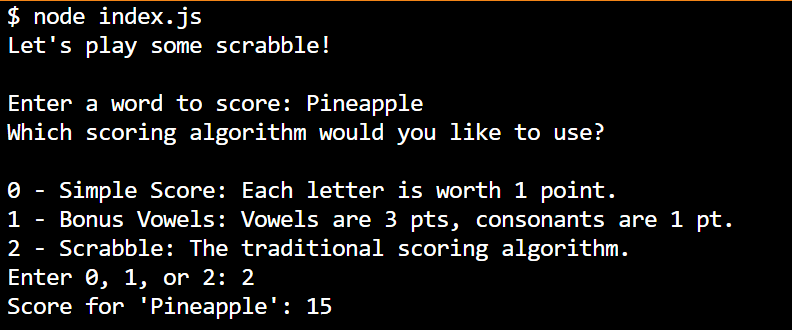 $ node index.js
Let's play some scrabble!
Enter a word to score: Pineapple
Which scoring algorithm would you like to use?
0 - Simple Score: Each letter is worth 1 point.
1 - Bonus Vowels: Vowels are 3 pts, consonants are 1 pt.
2 - Scrabble: The traditional scoring algorithm.
Enter 0, 1, or 2: 2
Score for 'Pineapple': 15